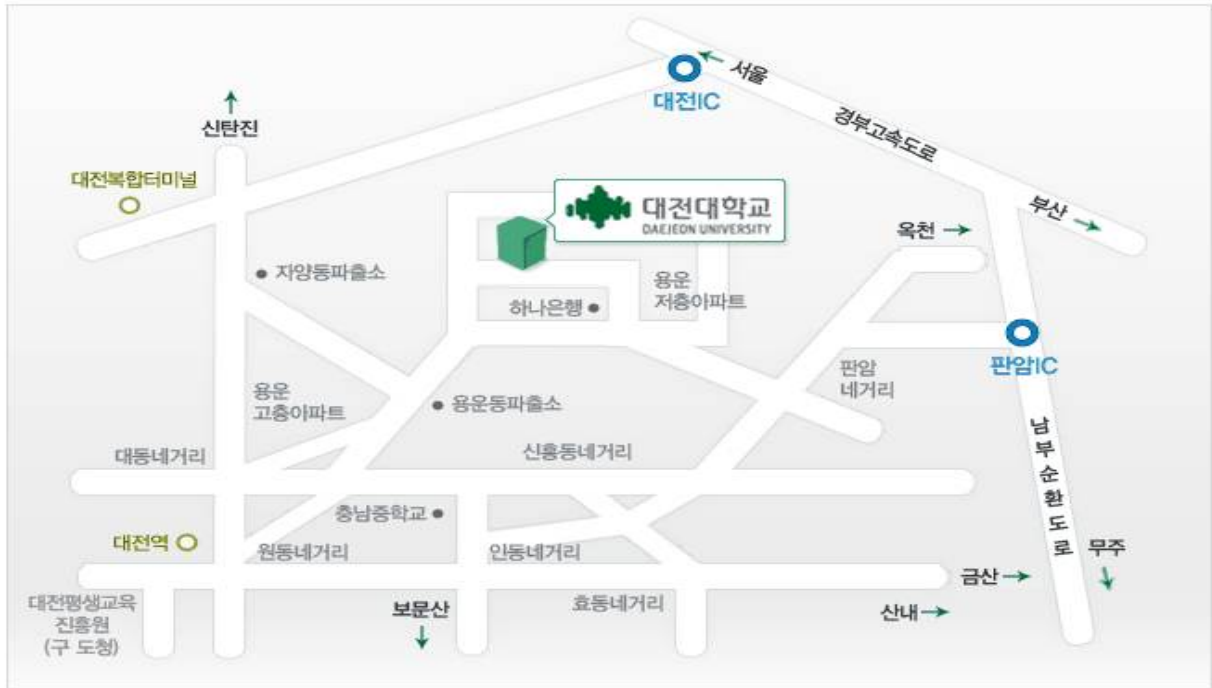 서울
대전IC
경부고속도로
신탄진
대전복합터미널
대전대학교
DAEJEON UNIVERSITY
부산
옥천
자양동파출소
용운
저층아파트
하나은행
판암IC
판암
네거리
용운
고층아파트
용운동파출소
남부순환도로
대동네거리
신흥동네거리
충남중학교
대전역
원동네거리
인동네거리
무주
금산
대전평생교육
진흥원
(구 도청)
보문산
효동네거리
산내